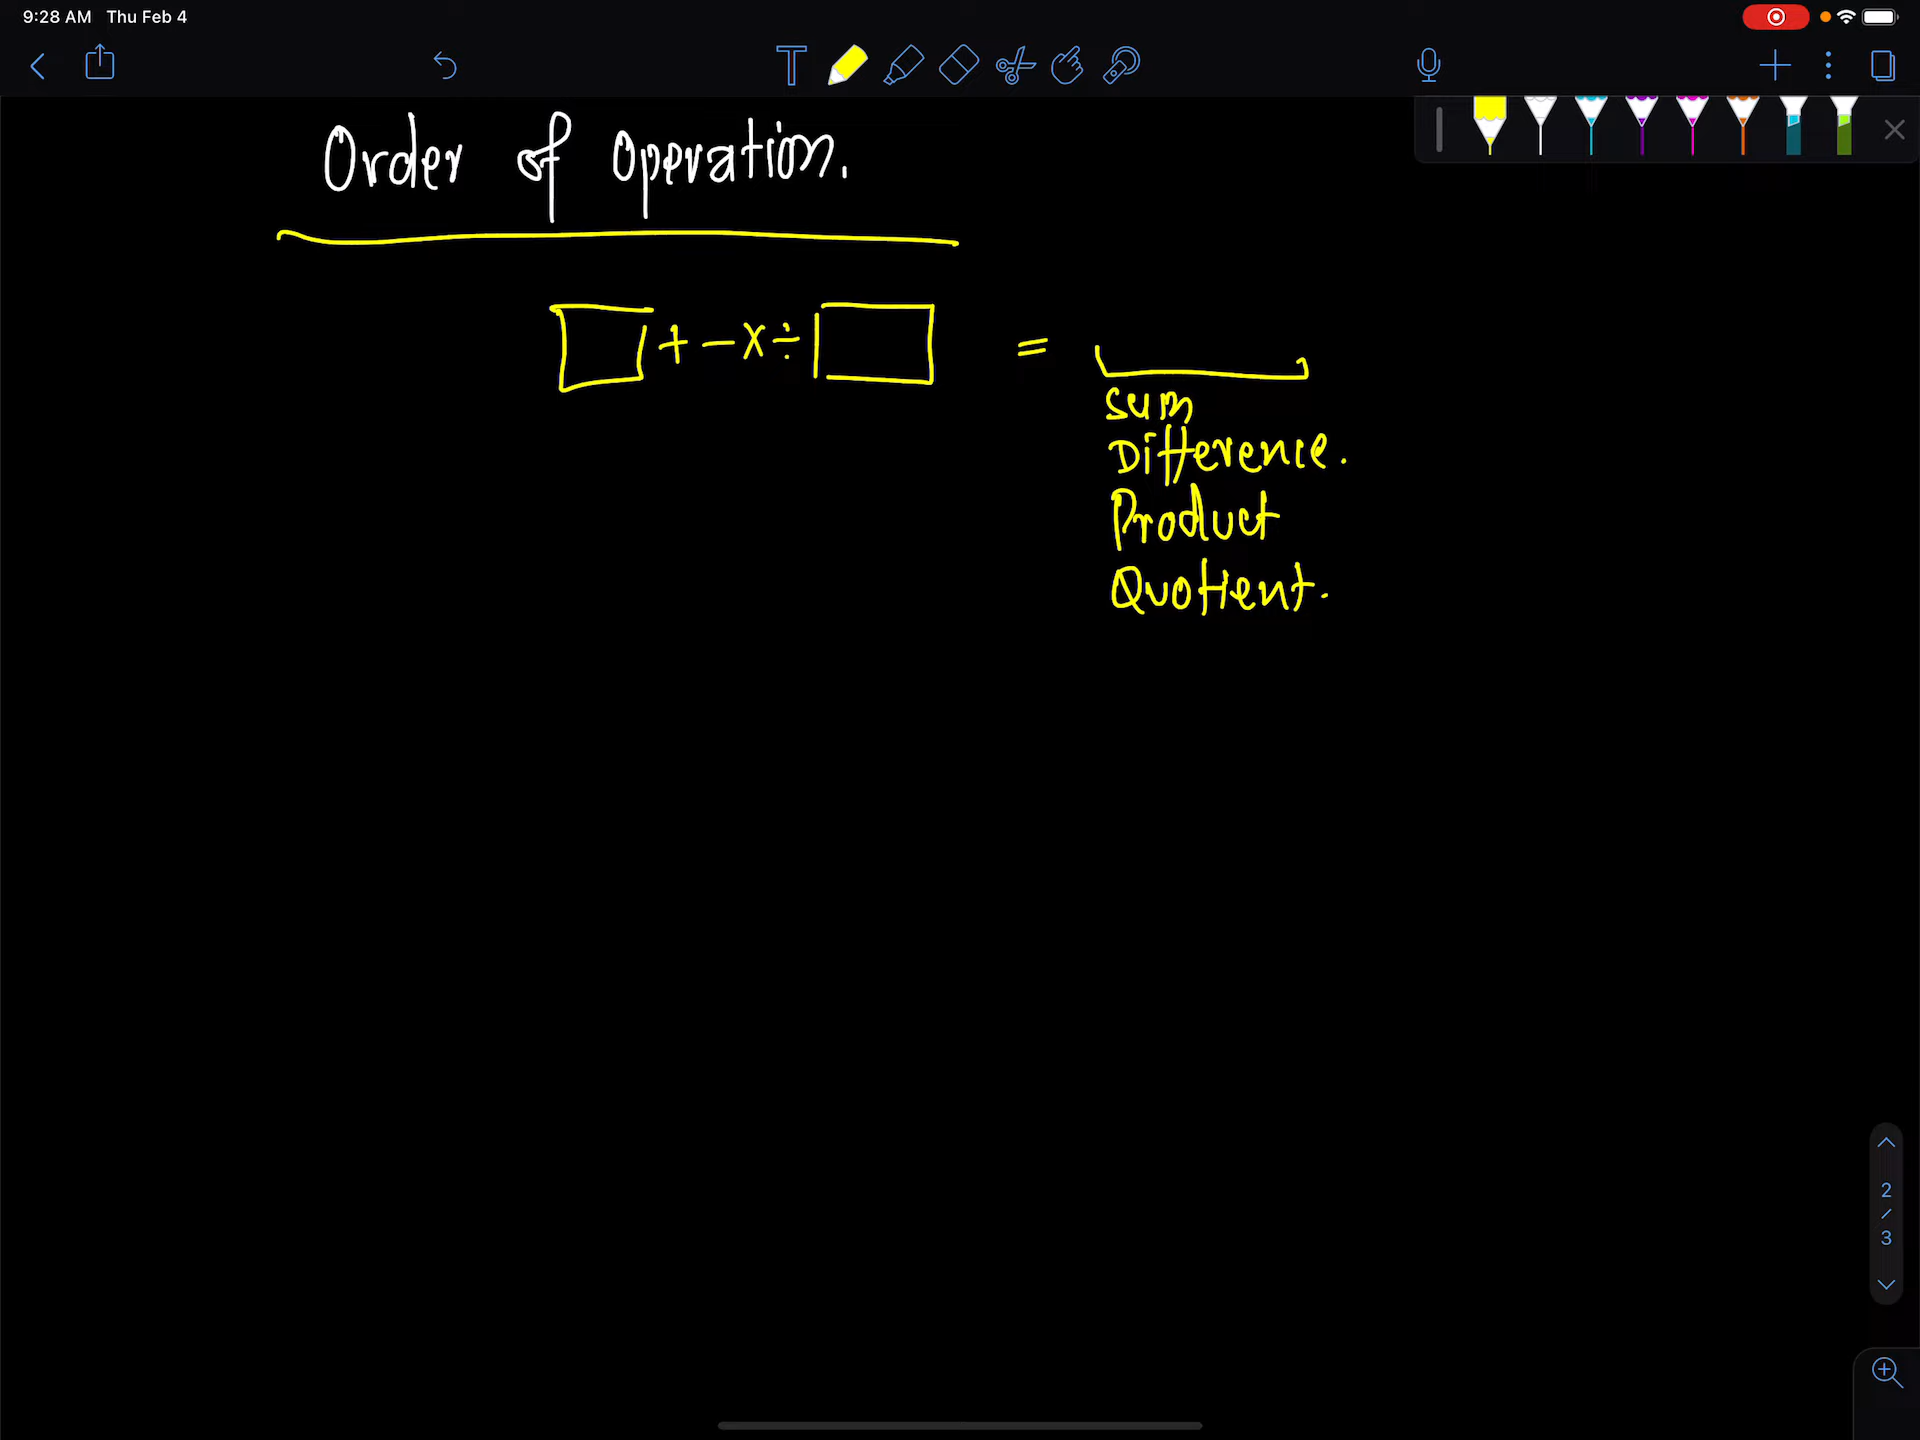 9:28 AM Thu Feb 4
Order of Operation.
+ - x ÷ =
Sum
Difference.
Product
Quotient.
2
/
3